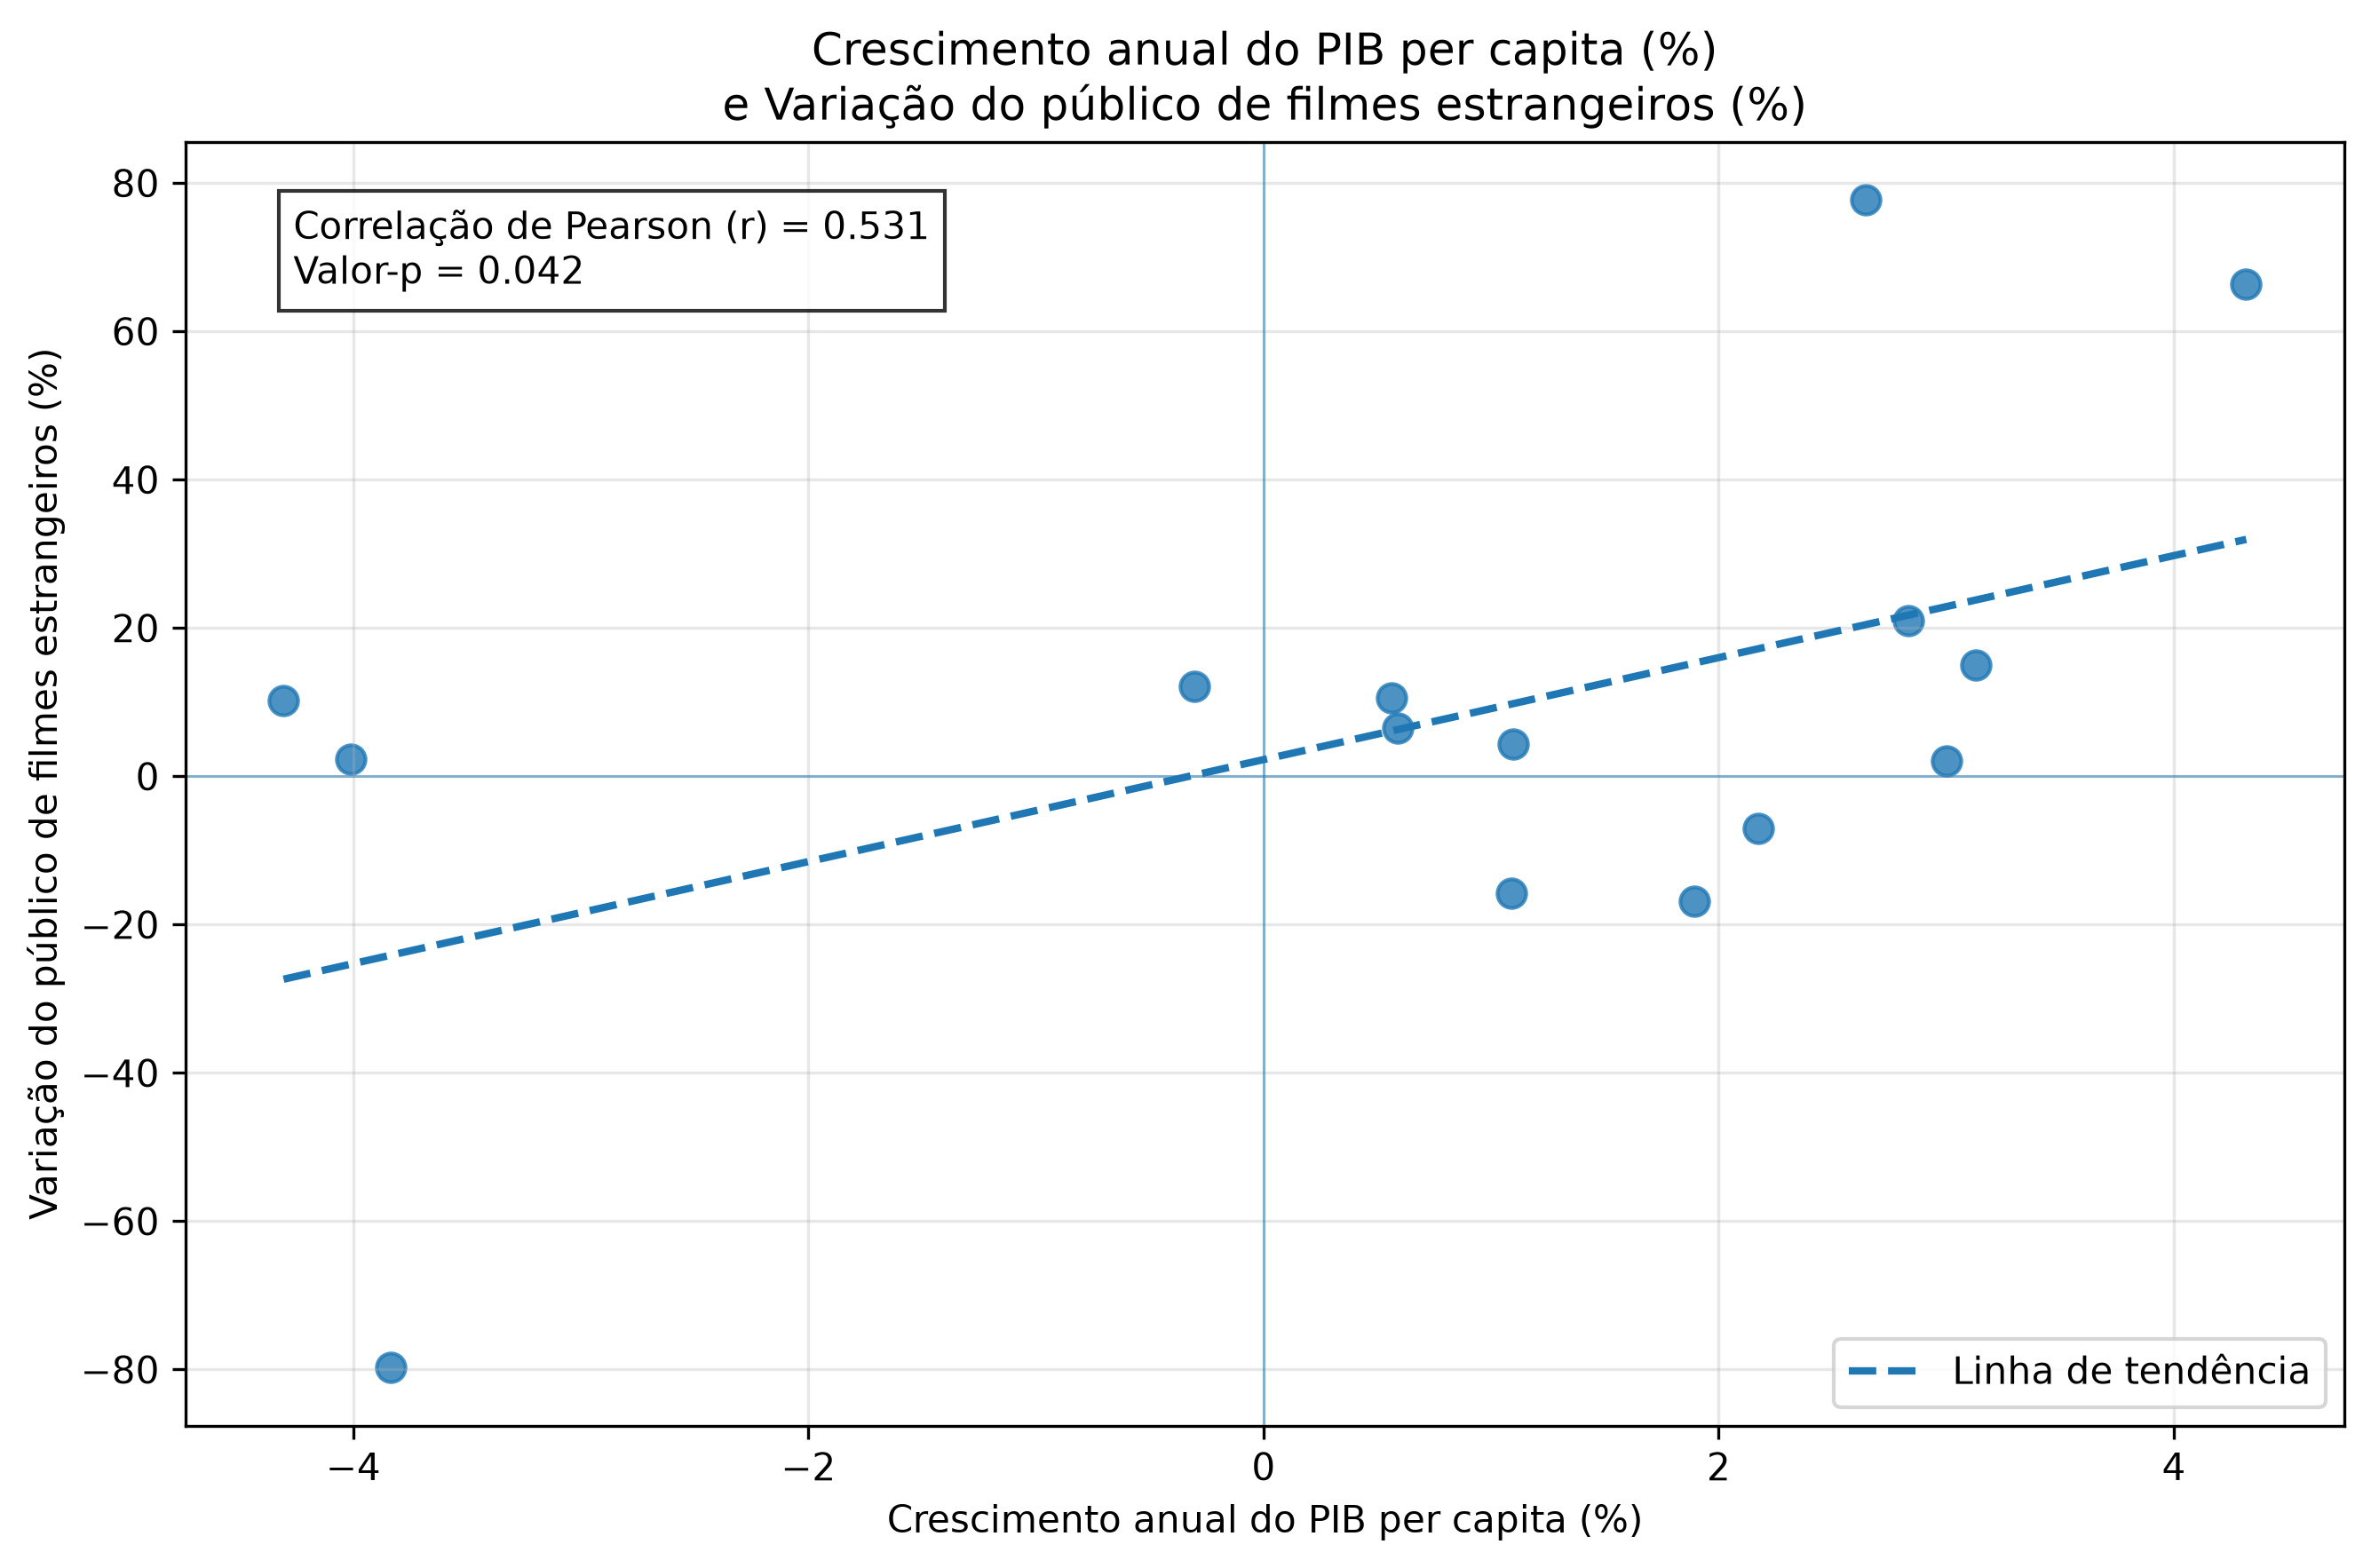 Crescimento anual do PIB per capita (%)
e Variação do público de filmes estrangeiros (%)
Correlação de Pearson (r) = 0.531
Valor-p = 0.042
Variação do público de filmes estrangeiros (%)
80
60
40
20
0
−20
−40
−60
−80
Linha de tendência
−4
−2
0
2
4
Crescimento anual do PIB per capita (%)